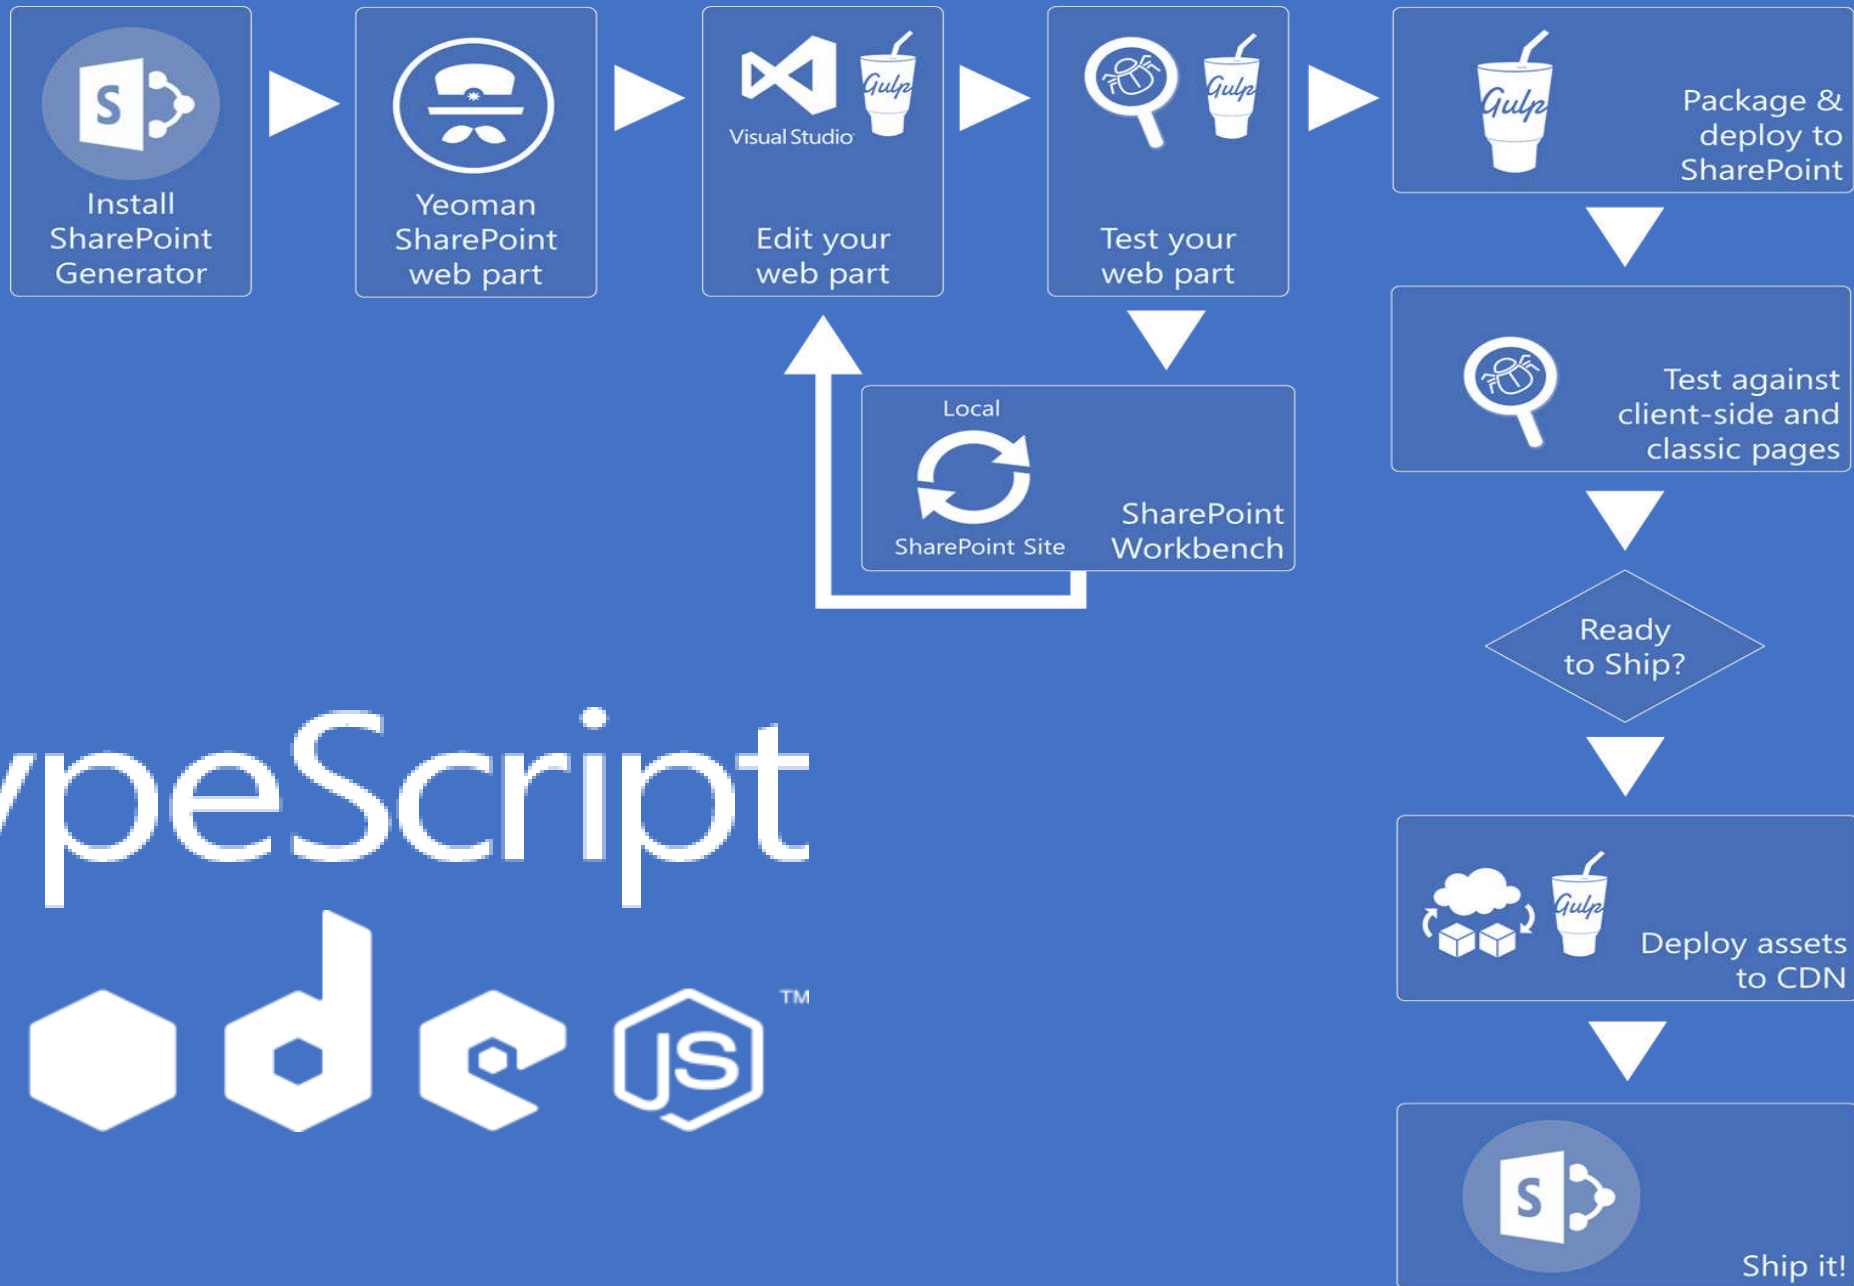 S
Install
SharePoint
Generator
Yeoman
SharePoint
web part
Visual Studio
Gulp
Edit your
web part
Gulp
Test your
web part
Gulp
Package &
deploy to
SharePoint
Local
SharePoint Site
SharePoint
Workbench
Test against
client-side and
classic pages
Ready
to Ship?
ypeScript
ode JS ™
Gulp
Deploy assets
to CDN
S
Ship it!